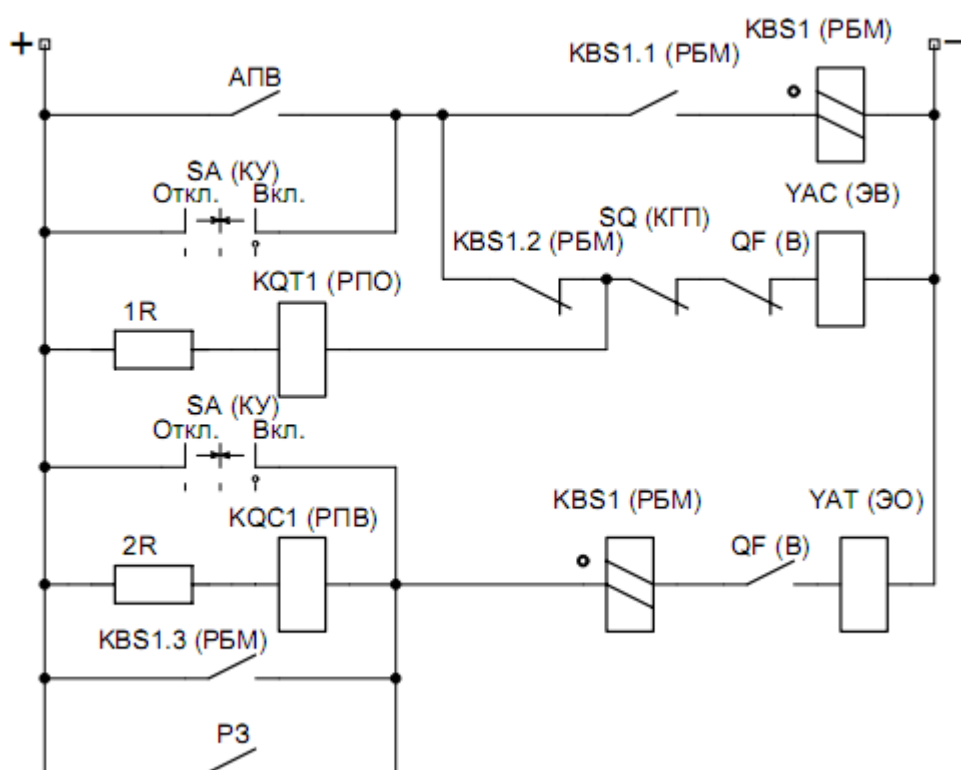 +
−
KBS1 (РБМ)
KBS1.1 (РБМ)
АПВ
SA (КУ)
Откл. Вкл.
YAC (ЭВ)
SQ (КГП)
KBS1.2 (РБМ)
QF (В)
KQT1 (РПО)
1R
SA (КУ)
Откл. Вкл.
KQC1 (РПВ)
KBS1 (РБМ)
YAT (ЭО)
2R
QF (В)
KBS1.3 (РБМ)
РЗ